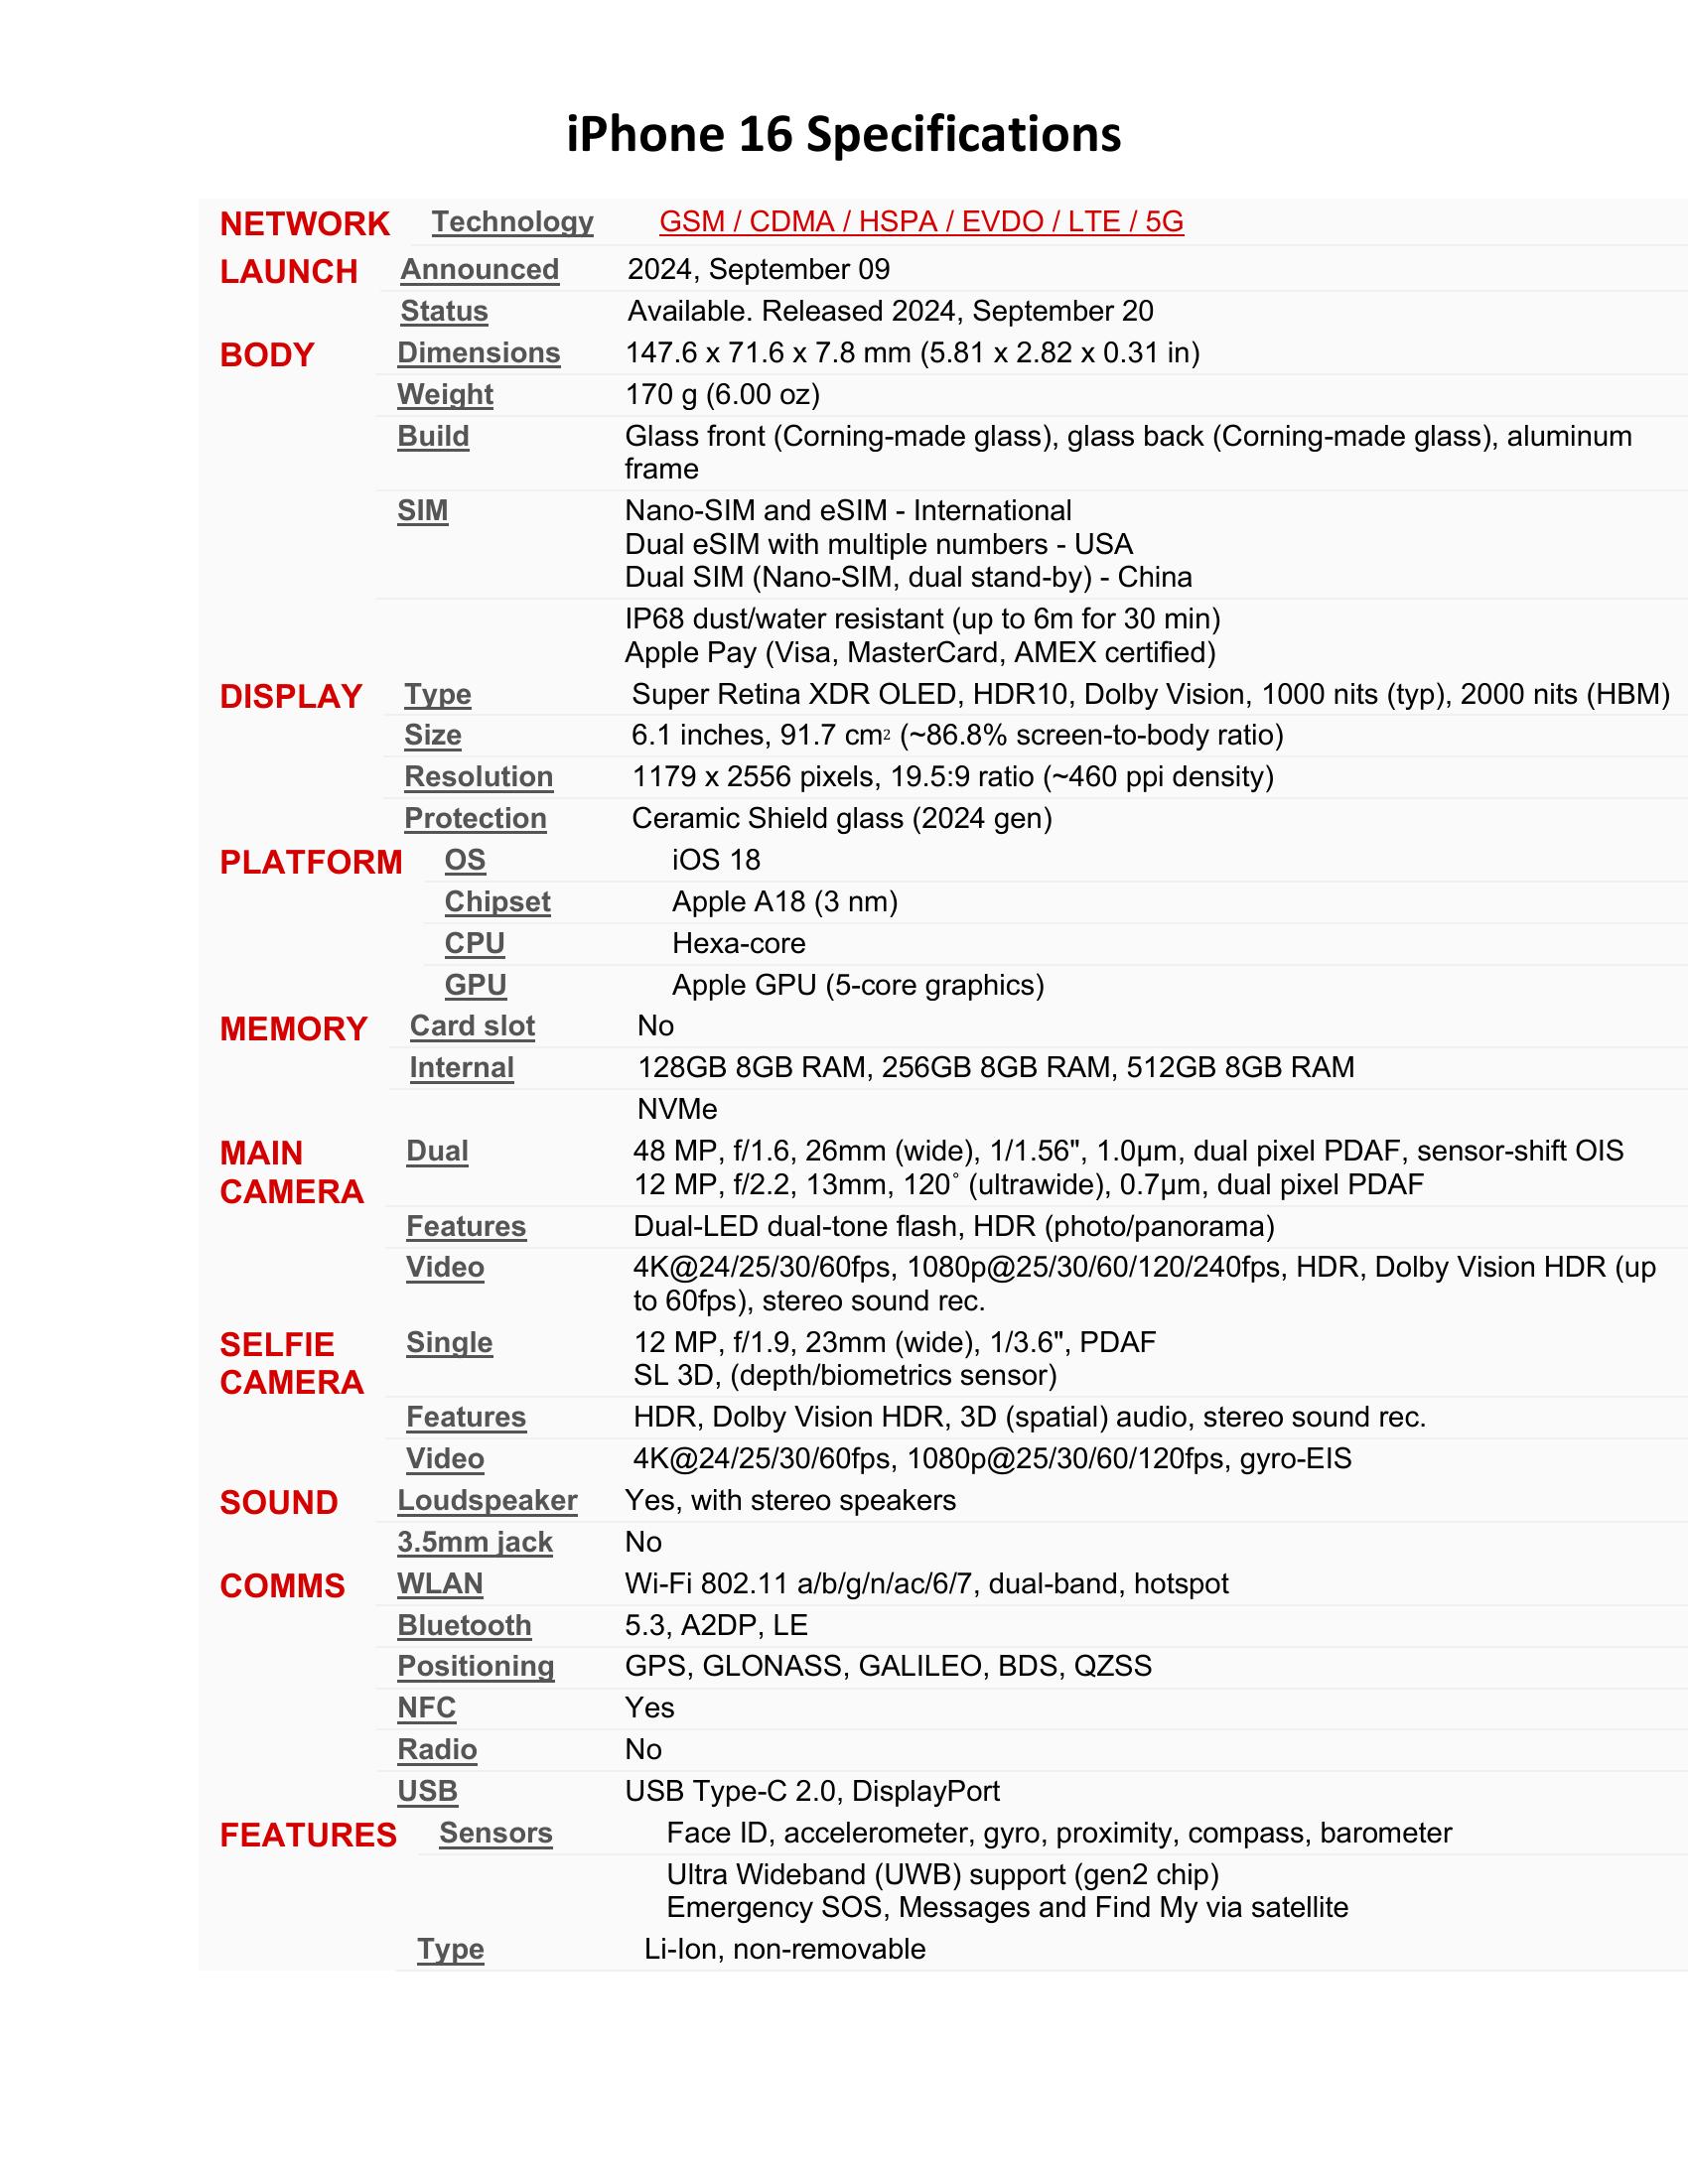 iPhone 16 Specifications
NETWORK Technology GSM / CDMA / HSPA / EVDO / LTE / 5G
LAUNCH Announced 2024, September 09
Status Available. Released 2024, September 20
BODY Dimensions 147.6 x 71.6 x 7.8 mm (5.81 x 2.82 x 0.31 in)
Weight 170 g (6.00 oz)
Build Glass front (Corning-made glass), glass back (Corning-made glass), aluminum
frame
SIM Nano-SIM and eSIM - International
Dual eSIM with multiple numbers - USA
Dual SIM (Nano-SIM, dual stand-by) - China
IP68 dust/water resistant (up to 6m for 30 min)
Apple Pay (Visa, MasterCard, AMEX certified)
DISPLAY Type Super Retina XDR OLED, HDR10, Dolby Vision, 1000 nits (typ), 2000 nits (HBM)
Size 6.1 inches, 91.7 cm² (~86.8% screen-to-body ratio)
Resolution 1179 x 2556 pixels, 19.5:9 ratio (~460 ppi density)
Protection Ceramic Shield glass (2024 gen)
PLATFORM OS iOS 18
Chipset Apple A18 (3 nm)
CPU Hexa-core
GPU Apple GPU (5-core graphics)
MEMORY Card slot No
Internal 128GB 8GB RAM, 256GB 8GB RAM, 512GB 8GB RAM
NVMe
MAIN Dual 48 MP, f/1.6, 26mm (wide), 1/1.56", 1.0µm, dual pixel PDAF, sensor-shift OIS
CAMERA 12 MP, f/2.2, 13mm, 120˚ (ultrawide), 0.7µm, dual pixel PDAF
Features Dual-LED dual-tone flash, HDR (photo/panorama)
Video 4K@24/25/30/60fps, 1080p@25/30/60/120/240fps, HDR, Dolby Vision HDR (up
to 60fps), stereo sound rec.
SELFIE Single 12 MP, f/1.9, 23mm (wide), 1/3.6", PDAF
CAMERA SL 3D, (depth/biometrics sensor)
Features HDR, Dolby Vision HDR, 3D (spatial) audio, stereo sound rec.
Video 4K@24/25/30/60fps, 1080p@25/30/60/120fps, gyro-EIS
SOUND Loudspeaker Yes, with stereo speakers
3.5mm jack No
COMMS WLAN Wi-Fi 802.11 a/b/g/n/ac/6/7, dual-band, hotspot
Bluetooth 5.3, A2DP, LE
Positioning GPS, GLONASS, GALILEO, BDS, QZSS
NFC Yes
Radio No
USB USB Type-C 2.0, DisplayPort
FEATURES Sensors Face ID, accelerometer, gyro, proximity, compass, barometer
Ultra Wideband (UWB) support (gen2 chip)
Emergency SOS, Messages and Find My via satellite
Type Li-Ion, non-removable